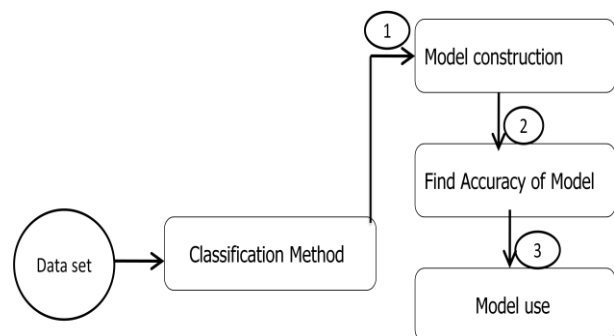 Data set
Classification Method
1
Model construction
2
Find Accuracy of Model
3
Model use